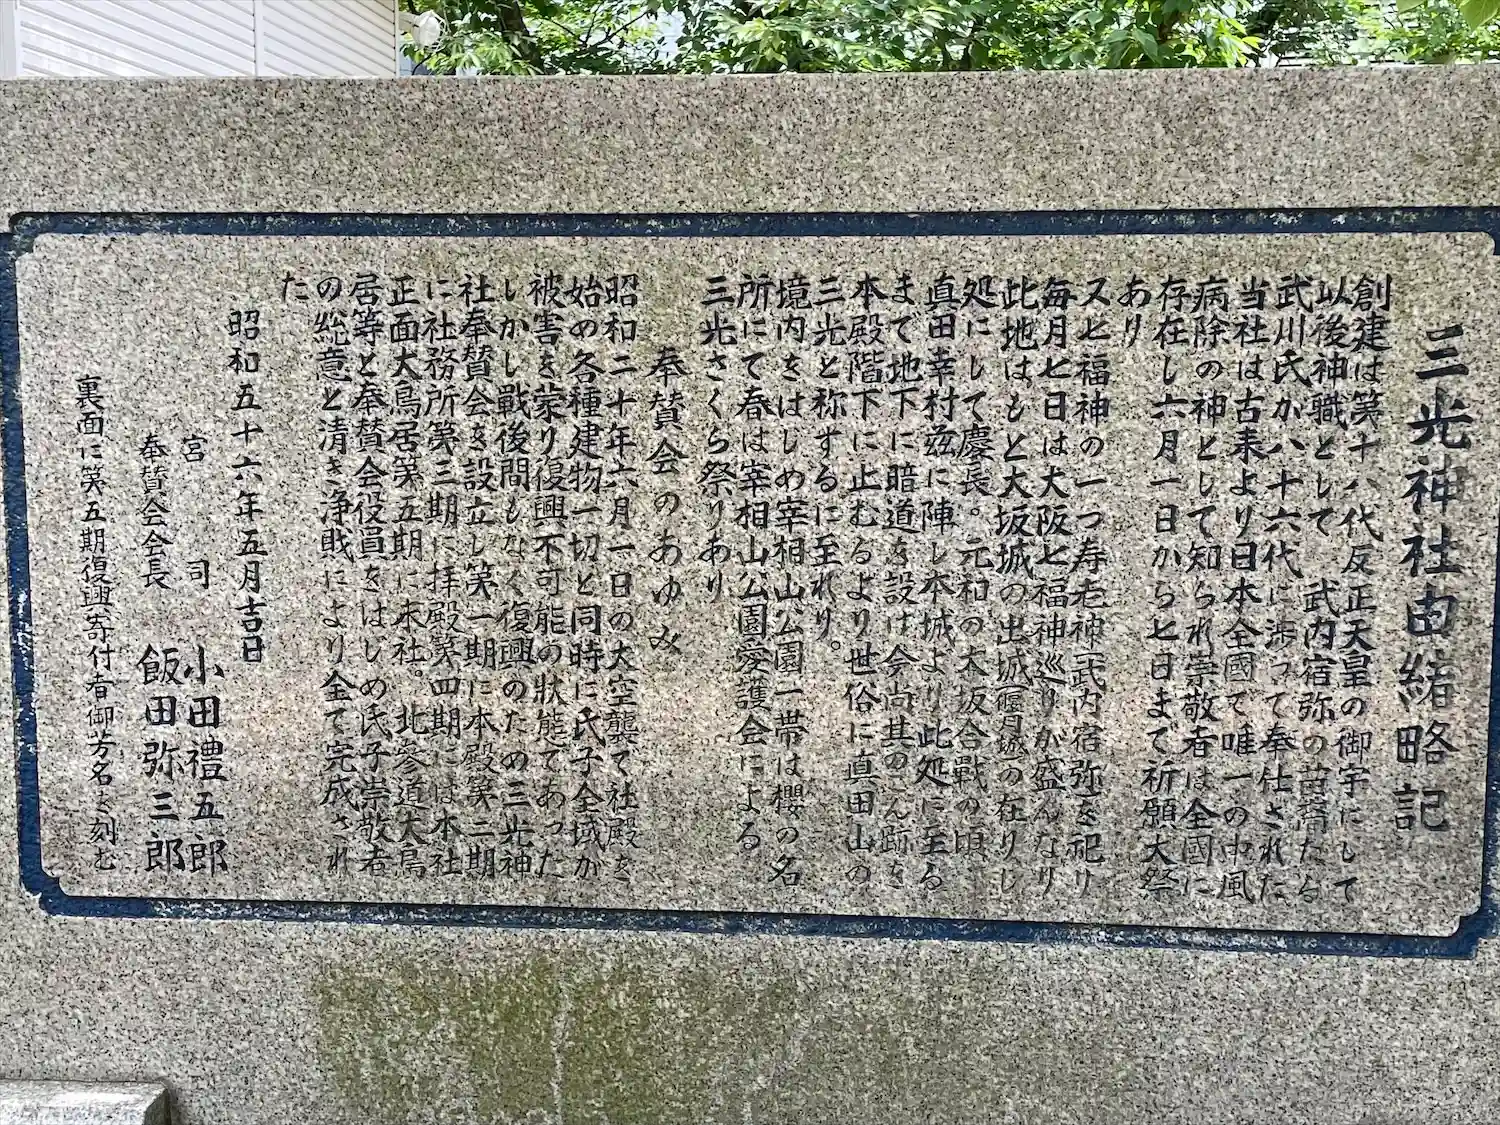 三光神社由緒略記
創建は第十八代反正天皇の御宇にして
以後神職として 武内宿弥の苗裔たる
武川氏か八十六代に渉って奉仕された
当社は古来より日本全國で唯一の中風
病除の神として知られ崇敬者は全國に
存在し六月一日から七日まで祈願大祭
あり
又七福神の一つ寿老神(武内宿弥)を祀り
毎月七日は大阪七福神巡りが盛んなり
此地はもと大坂城の出城(偃月城)の在りし
処にして慶長。元和の大坂合戰の頃
真田幸村茲に陣し本城より此処に至る
まで地下に暗道を設け今尚其のこん跡を
本殿階下に止むるより世俗に真田山の
三光と称するに至れり。
境内をはじめ宰相山公園一帯は櫻の名
所にて春は宰相山公園愛護会による
三光さくら祭りあり
奉賛会のあゆみ
昭和二十年六月一日の大空襲て社殿を
始め各種建物一切と同時に氏子全域が
被害を蒙り復興不可能の状態であった
しかし戦後間もなく復興のため三光神
社奉賛会を設立し第一期に本殿第二期
に社務所第三期に拝殿第四期には本社
正面大鳥居第五期に末社。北参道大鳥
居等と奉賛会役員をはじめ氏子崇敬者
の総意と清き浄財により全て完成され
た
昭和五十六年五月吉日
宮司 小田禮五郎
奉賛会会長 飯田弥三郎
裏面に第五期復興寄付者御芳名を刻む